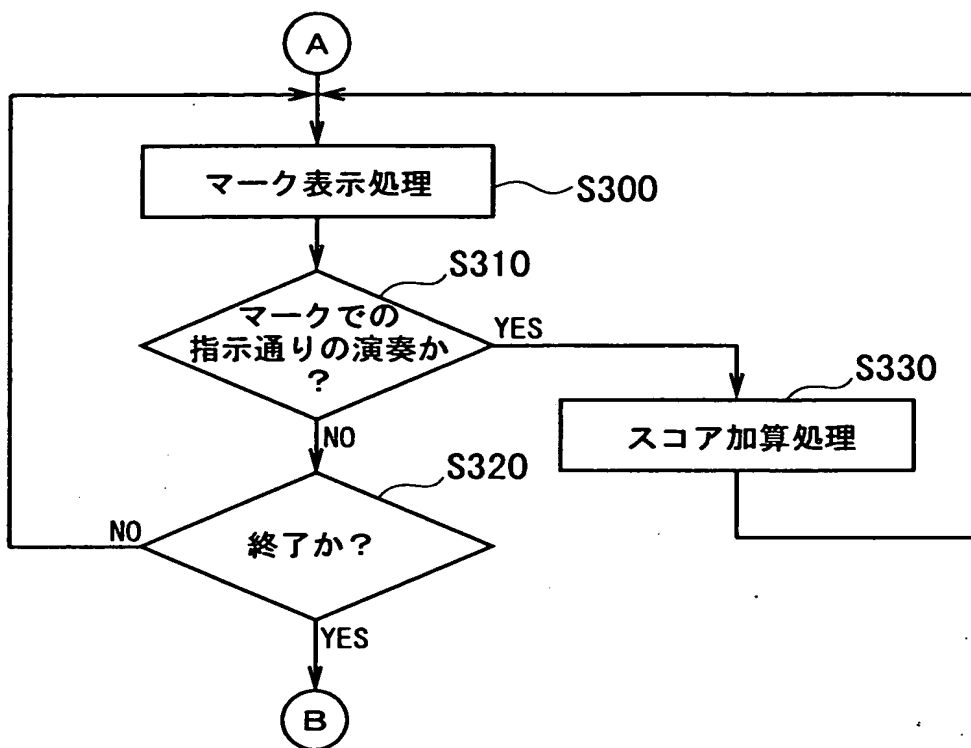 A
マーク表示処理
S300
S310
マークでの
指示通りの演奏か
?
YES
S330
スコア加算処理
NO
S320
NO
終了か?
YES
B